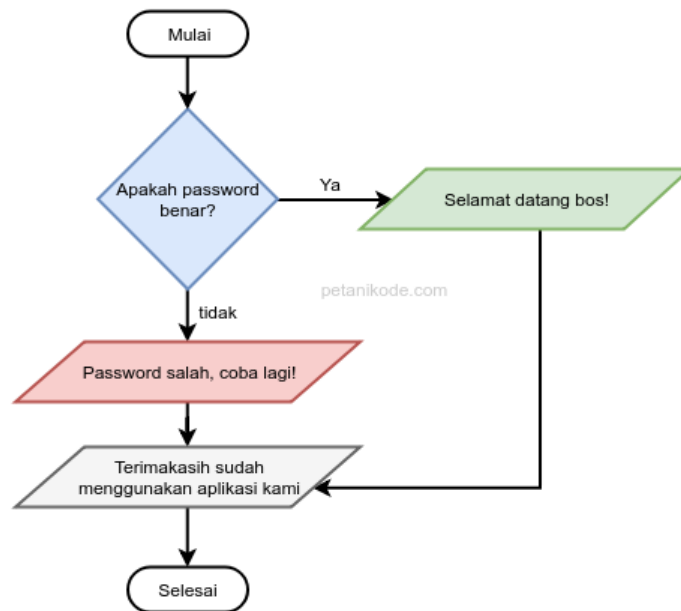 Mulai
Apakah password
benar?
Ya
Selamat datang bos!
petanikode.com
tidak
Password salah, coba lagi!
Terimakasih sudah
menggunakan aplikasi kami
Selesai